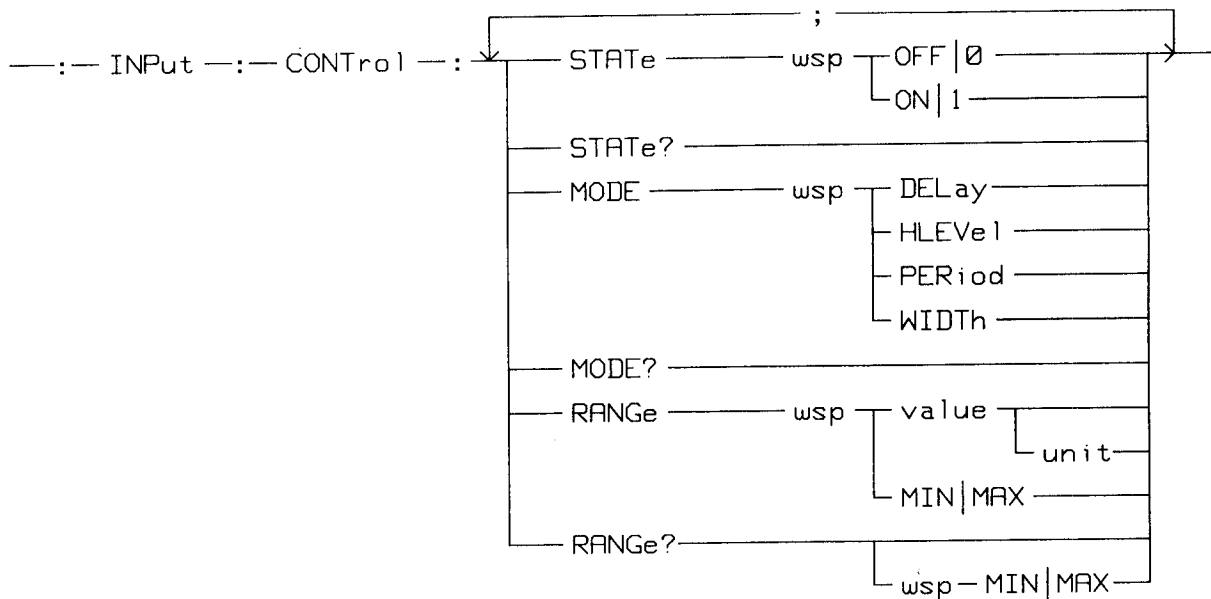 ;
: INPut : CONTrol : STATe wsp OFF|0
ON|1
STATe?
MODE wsp DELay
HLEVel
PERiod
WIDTh
MODE?
RANGe wsp value
unit
MIN|MAX
RANGe?
wsp MIN|MAX